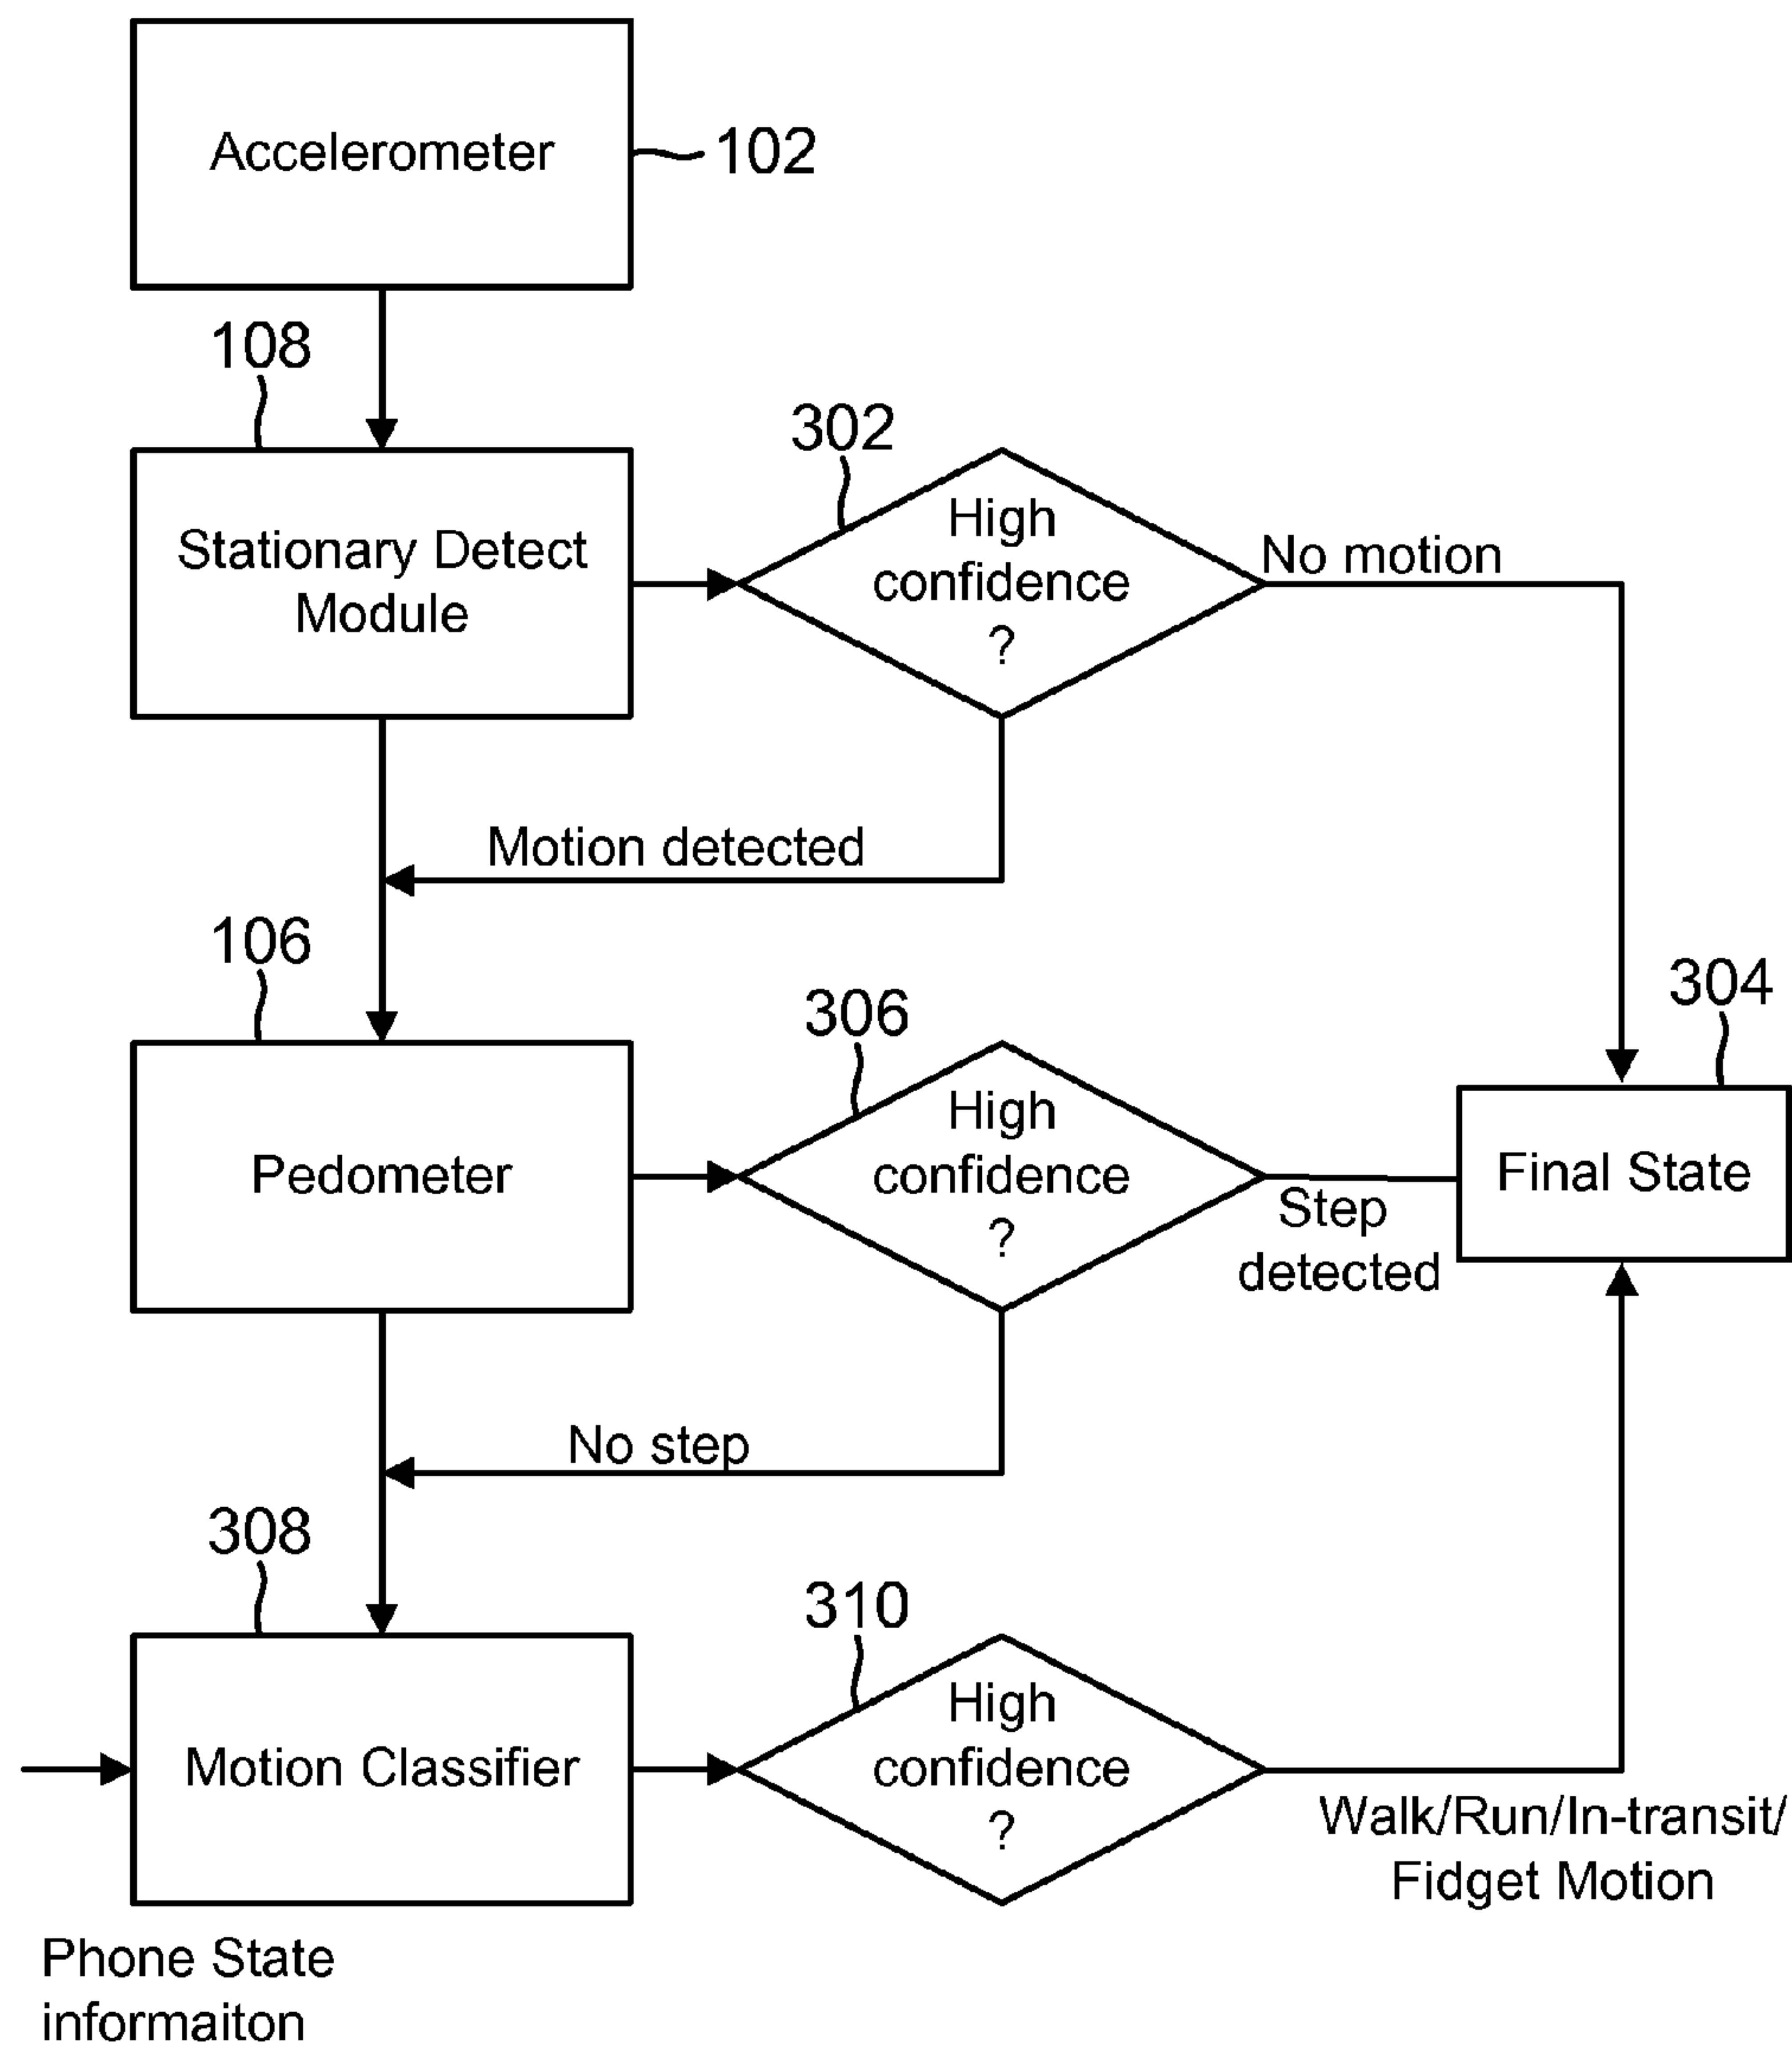 Accelerometer
102
108
302
Stationary Detect
Module
High
confidence
?
No motion
Motion detected
106
306
304
Pedometer
High
confidence
?
Step
detected
Final State
No step
308
310
Motion Classifier
High
confidence
?
Walk/Run/In-transit/
Fidget Motion
Phone State
informaiton